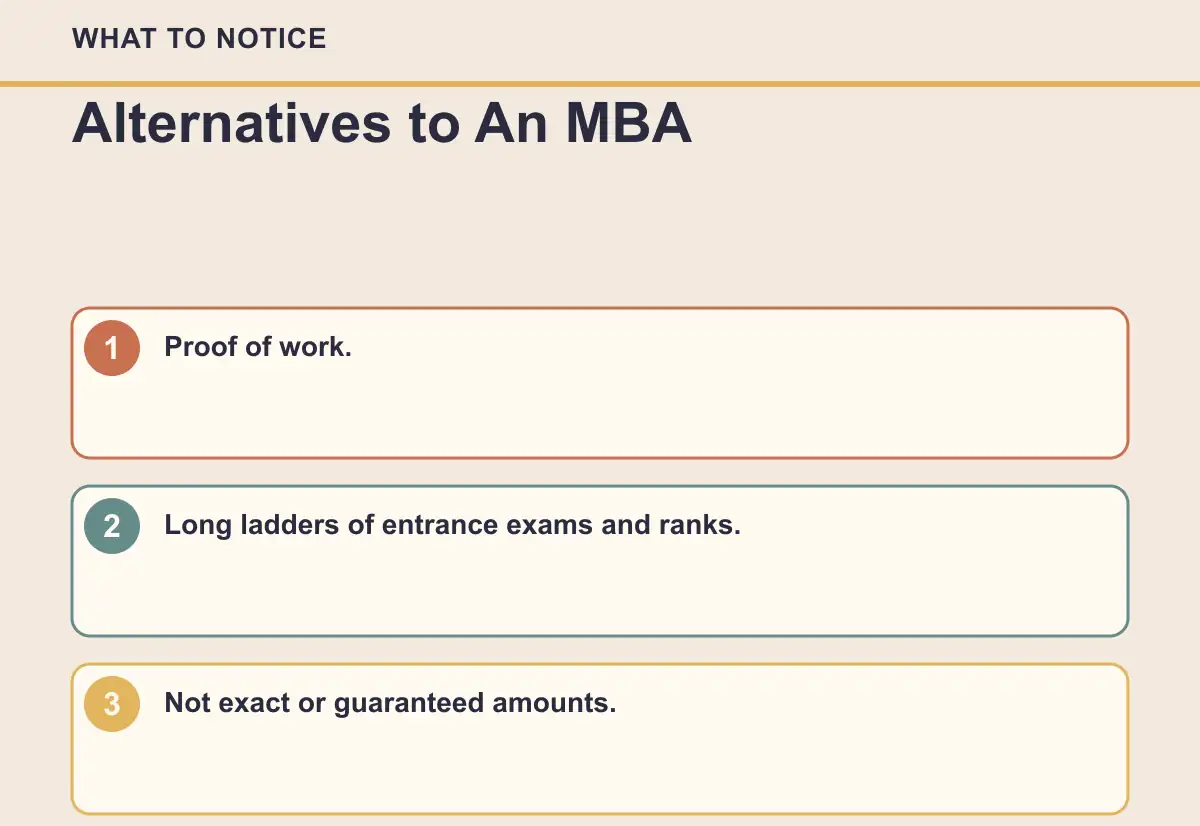 WHAT TO NOTICE
Alternatives to An MBA
1
Proof of work.
2
Long ladders of entrance exams and ranks.
3
Not exact or guaranteed amounts.